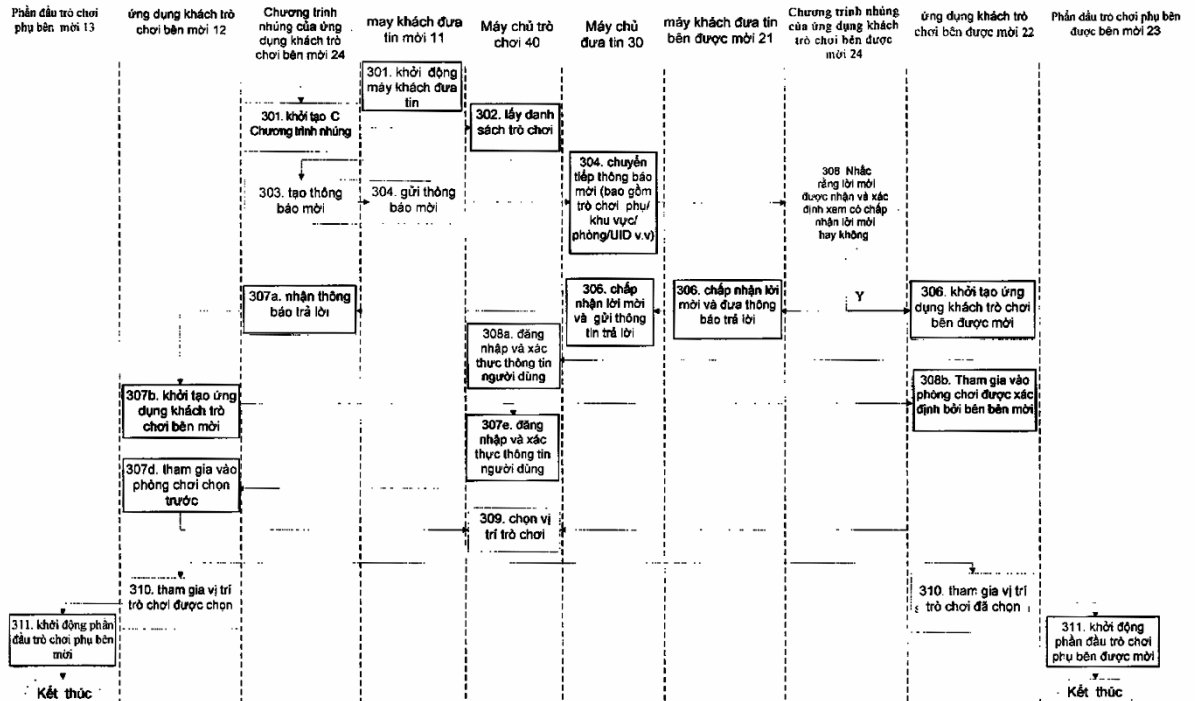 Phần đầu trò chơi
phụ bên mời 13
ứng dụng khách trò
chơi bên mời 12
Chương trình
nhúng của ứng
dụng khách trò
chơi bên mời 24
may khách đưa
tin mời 11
Máy chủ trò
chơi 40
Máy chủ
đưa tin 30
máy khách đưa tin
bên được mời 21
Chương trình nhúng
của ứng dụng khách
trò chơi bên được
mời 24
ứng dụng khách trò
chơi bên được mời 22
Phần đầu trò chơi phụ bên
được bên mời 23
301. khởi động
máy khách đưa
tin
301. khởi tạo C
Chương trình nhúng
302. lấy danh
sách trò chơi
303. tạo thông
báo mời
304. gửi thông
báo mời
304. chuyển
tiếp thông báo
mời (bao gồm
trò chơi phụ/
khu vực/
phòng/UID v.v)
308 Nhắc
rằng lời mời
được nhận và xác
định xem có chấp
nhận lời mời
hay không
307a. nhận thông
báo trả lời
306. chấp
nhận lời mời
và gửi thông
tin trả lời
306. chấp nhận lời
mời và đưa thông
báo trả lời
Y
306. khởi tạo ứng
dụng khách trò chơi
bên được mời
308a. đăng
nhập và xác
thực thông tin
người dùng
307b. khởi tạo ứng
dụng khách trò
chơi bên mời
308b. Tham gia vào
phòng chơi được xác
định bởi bên bên mời
307e. đăng
nhập và xác
thực thông tin
người dùng
307d. tham gia vào
phòng chơi chọn
trước
309. chọn vị
trí trò chơi
310. tham gia vị trí
trò chơi được chọn
310. tham gia vị trí
trò chơi đã chọn
311. khởi động phần
đầu trò chơi phụ bên
mời
311. khởi động
phần đầu trò chơi
phụ bên được mời
Kết thúc
Kết thúc